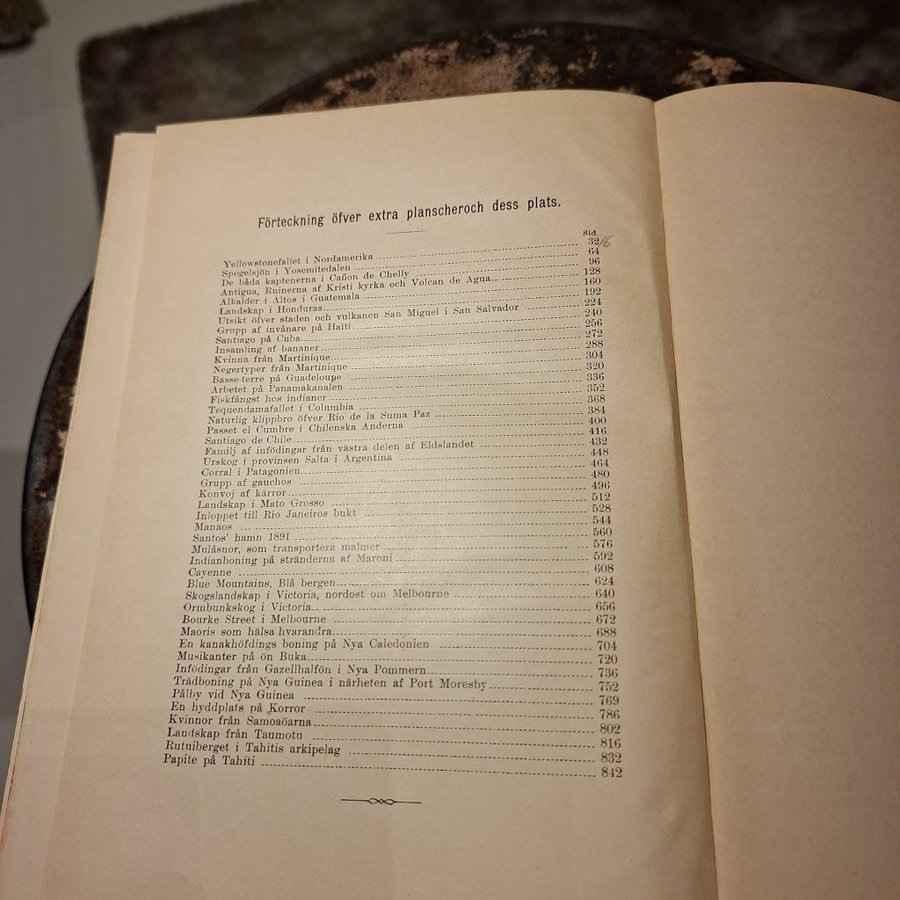 Förteckning öfver extra planscheroch dess plats.
Sid.
Yellowstonefallet i Nordamerika 32/16
Spegelsjön i Yosemitedalen 64
De båda kaptenerna i Cañon de Chelly 96
Antigua, Ruinerna af Kristi kyrka och Volcan de Agua 128
Alkalder i Altos i Guatemala 160
Landskap i Honduras 192
Utsikt öfver staden och vulkanen San Miguel i San Salvador 224
Grupp af invånare på Haiti 240
Santiago på Cuba 256
Insamling af bananer 272
Kvinna från Martinique 288
Negertyper från Martinique 304
Basse-terre på Guadeloupe 320
Arbetet på Panamakanalen 336
Fiskfångst hos indianer 352
Tequendamafallet i Columbia 368
Naturlig klippbro öfver Rio de la Suma Paz 384
Passet el Cumbre i Chilenska Anderna 400
Santiago de Chile 416
Familj af infödingar från västra delen af Eldslandet 432
Urskog i provinsen Salta i Argentina 448
Corral i Patagonien 464
Grupp af gauchos 480
Konvoj af kärror 496
Landskap i Mato Grosso 512
Inloppet till Rio Janeiros bukt 528
Manaos 544
Santos' hamn 1891 560
Mulåsnor, som transportera malmer 576
Indianboning på stränderna af Maroni 592
Cayenne 608
Blue Mountains, Blå bergen 624
Skogslandskap i Victoria, nordost om Melbourne 640
Ormbunkskog i Victoria 656
Bourke Street i Melbourne 672
Maoris som hälsa hvarandra 688
En kanakhöfdings boning på Nya Caledonien 704
Musikanter på ön Buka 720
Infödingar från Gazellhalfön i Nya Pommern 736
Trädboning på Nya Guinea i närheten af Port Moresby 752
Pålby vid Nya Guinea 769
En hyddplats på Korror 786
Kvinnor från Samoaöarna 802
Landskap från Taumotu 816
Rutuiberget i Tahitis arkipelag 832
Papite på Tahiti 842